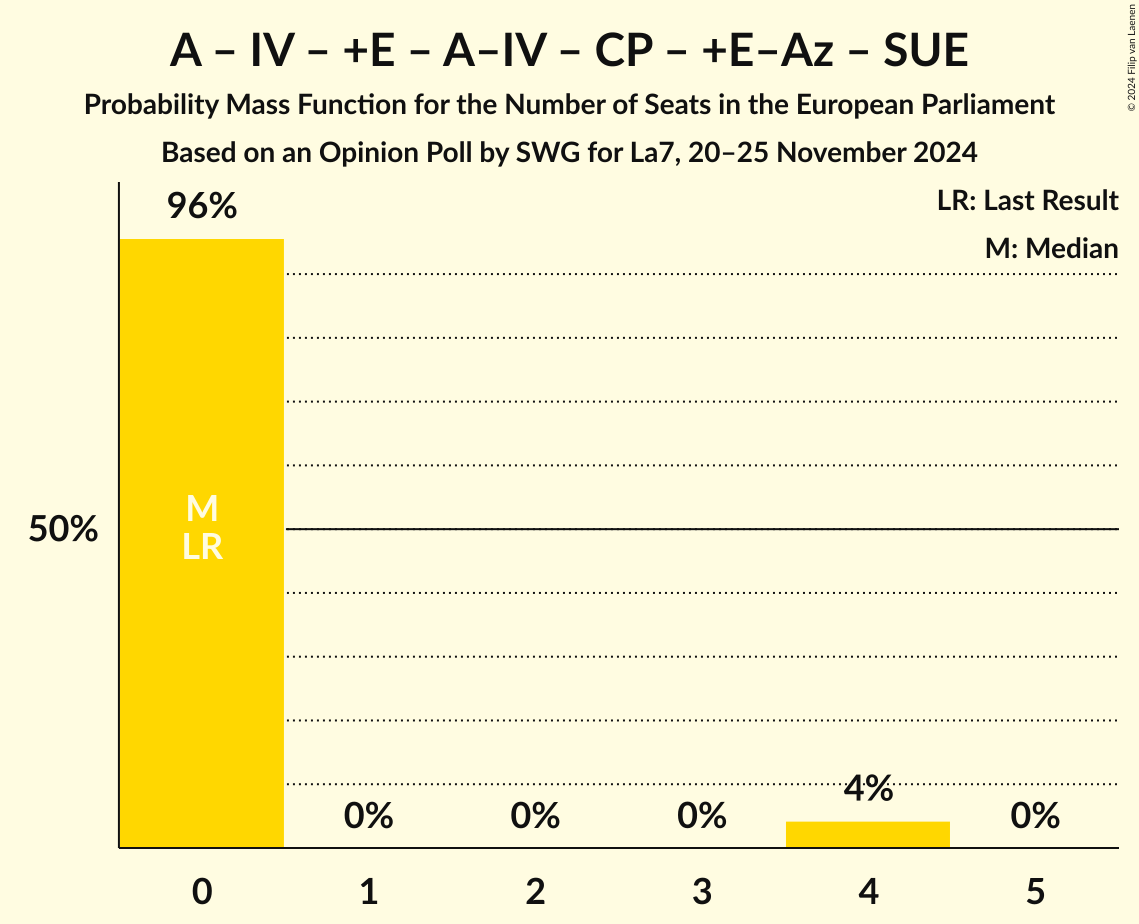 A – IV – +E – A–IV – CP – +E–Az – SUE
Probability Mass Function for the Number of Seats in the European Parliament
Based on an Opinion Poll by SWG for La7, 20–25 November 2024
© 2024 Filip van Laenen
LR: Last Result
M: Median
96%
50%
M
LR
0%
0%
0%
4%
0%
0
1
2
3
4
5